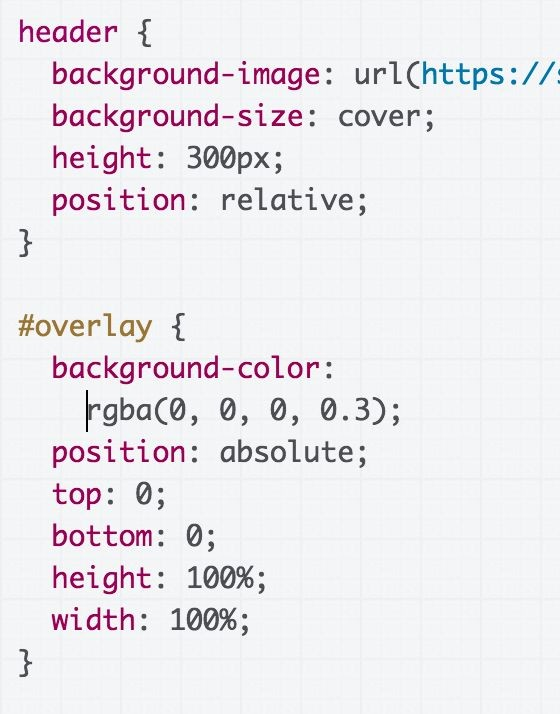 header {
background-image: url(https://
background-size: cover;
height: 300px;
position: relative;
}
#overlay {
background-color:
rgba(0, 0, 0, 0.3);
position: absolute;
top: 0;
bottom: 0;
height: 100%;
width: 100%;
}